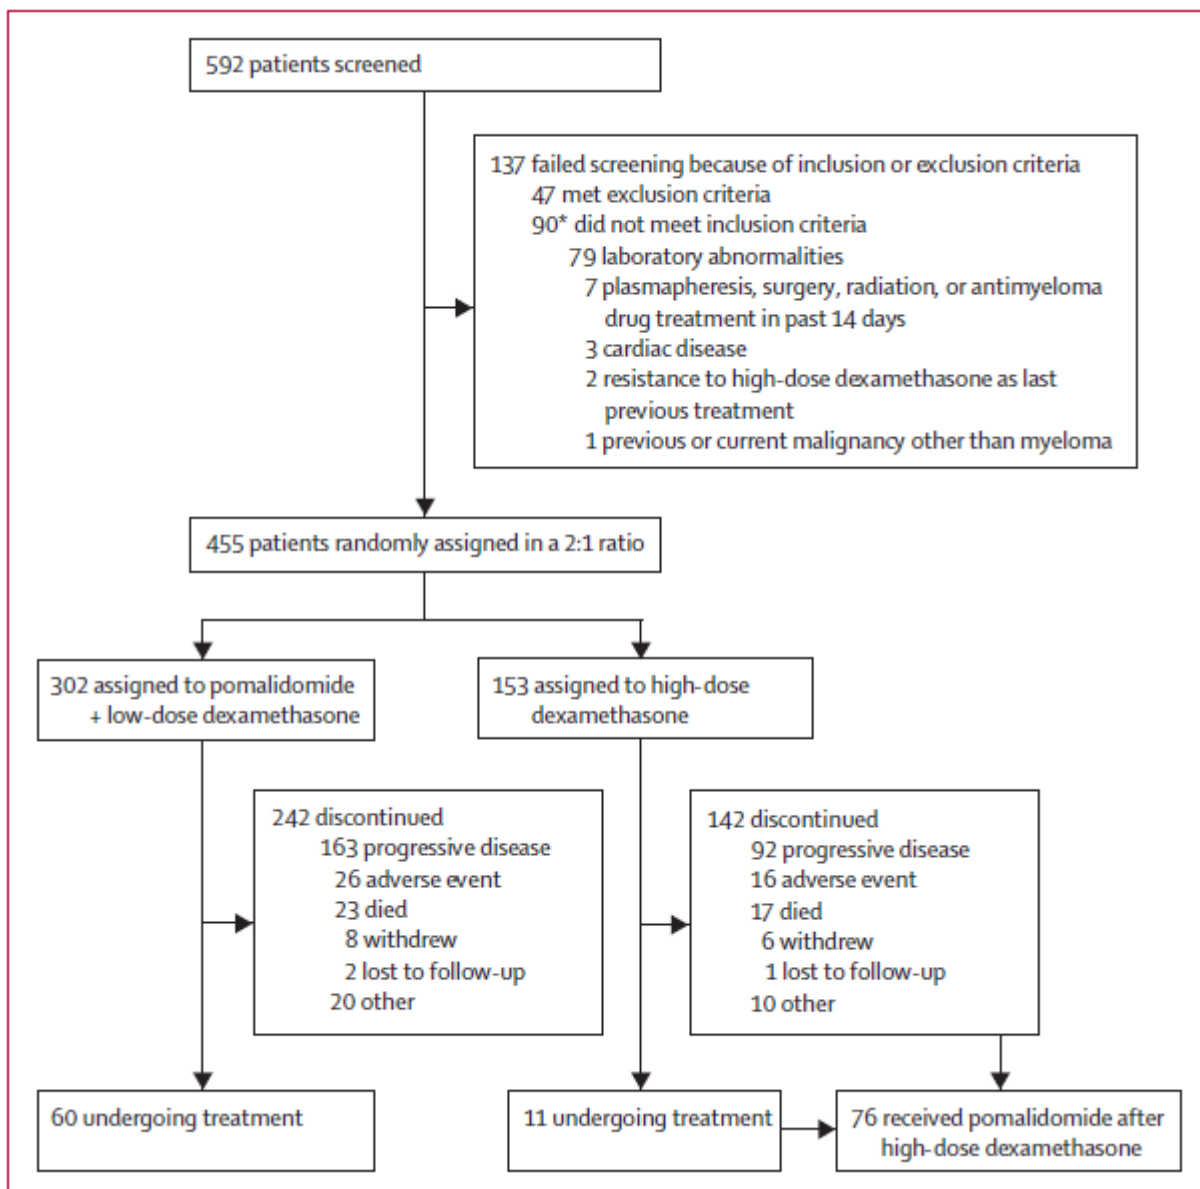 592 patients screened
137 failed screening because of inclusion or exclusion criteria
47 met exclusion criteria
90* did not meet inclusion criteria
79 laboratory abnormalities
7 plasmapheresis, surgery, radiation, or antimyeloma
drug treatment in past 14 days
3 cardiac disease
2 resistance to high-dose dexamethasone as last
previous treatment
1 previous or current malignancy other than myeloma
455 patients randomly assigned in a 2:1 ratio
302 assigned to pomalidomide
+ low-dose dexamethasone
153 assigned to high-dose
dexamethasone
242 discontinued
163 progressive disease
26 adverse event
23 died
8 withdrew
2 lost to follow-up
20 other
142 discontinued
92 progressive disease
16 adverse event
17 died
6 withdrew
1 lost to follow-up
10 other
60 undergoing treatment
11 undergoing treatment
76 received pomalidomide after
high-dose dexamethasone